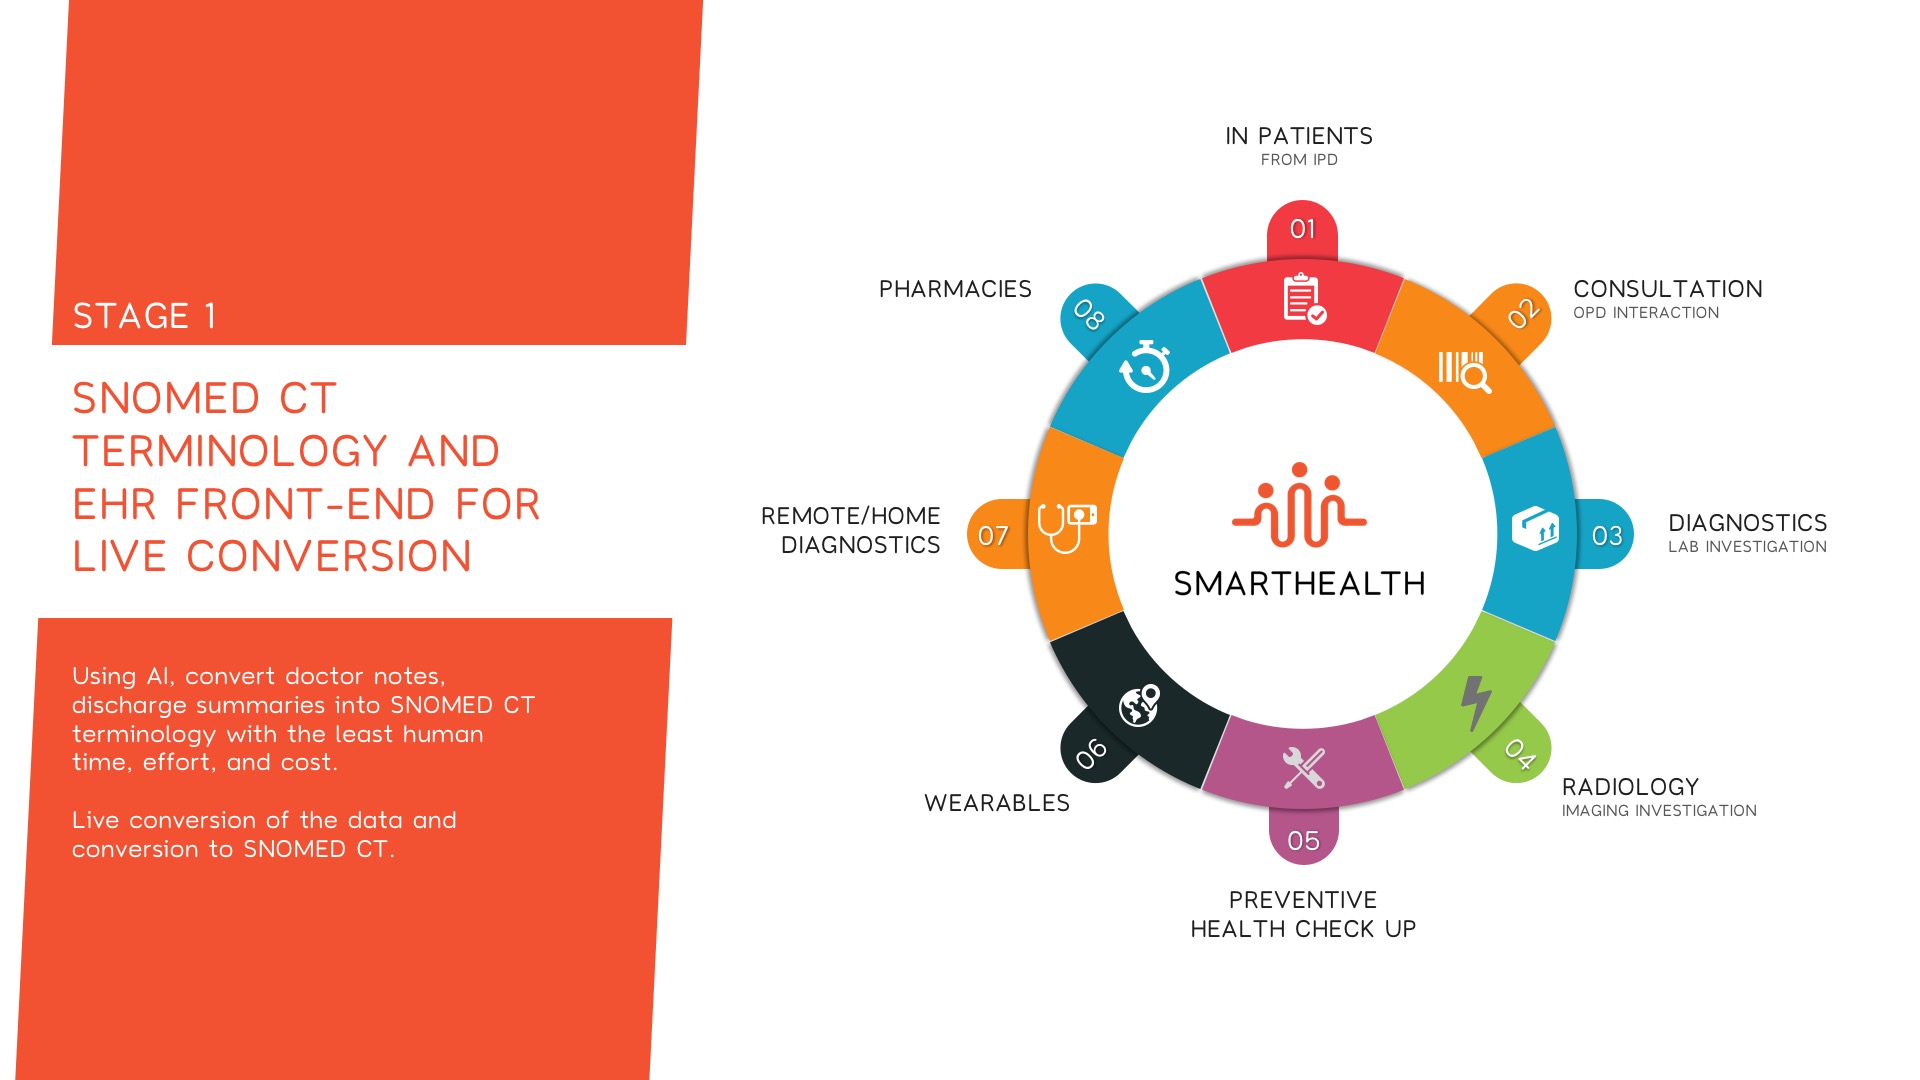 STAGE 1
SNOMED CT
TERMINOLOGY AND
EHR FRONT-END FOR
LIVE CONVERSION
Using AI, convert doctor notes,
discharge summaries into SNOMED CT
terminology with the least human
time, effort, and cost.
Live conversion of the data and
conversion to SNOMED CT.
IN PATIENTS
FROM IPD
01
CONSULTATION
OPD INTERACTION
02
DIAGNOSTICS
LAB INVESTIGATION
03
RADIOLOGY
IMAGING INVESTIGATION
04
05
PREVENTIVE
HEALTH CHECK UP
06
WEARABLES
07
REMOTE/HOME
DIAGNOSTICS
08
PHARMACIES
SMARTHEALTH